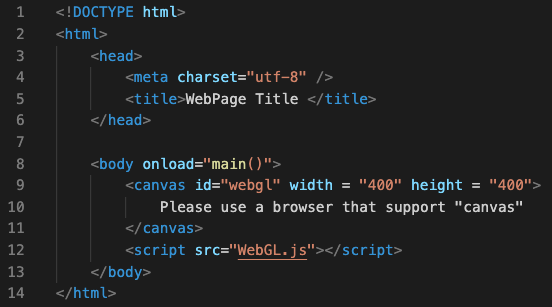 1 <!DOCTYPE html>
2 <html>
3     <head>
4         <meta charset="utf-8" />
5         <title>WebPage Title </title>
6     </head>
7
8     <body onload="main()">
9         <canvas id="webgl" width = "400" height = "400">
10             Please use a browser that support "canvas"
11         </canvas>
12         <script src="WebGL.js"></script>
13     </body>
14 </html>